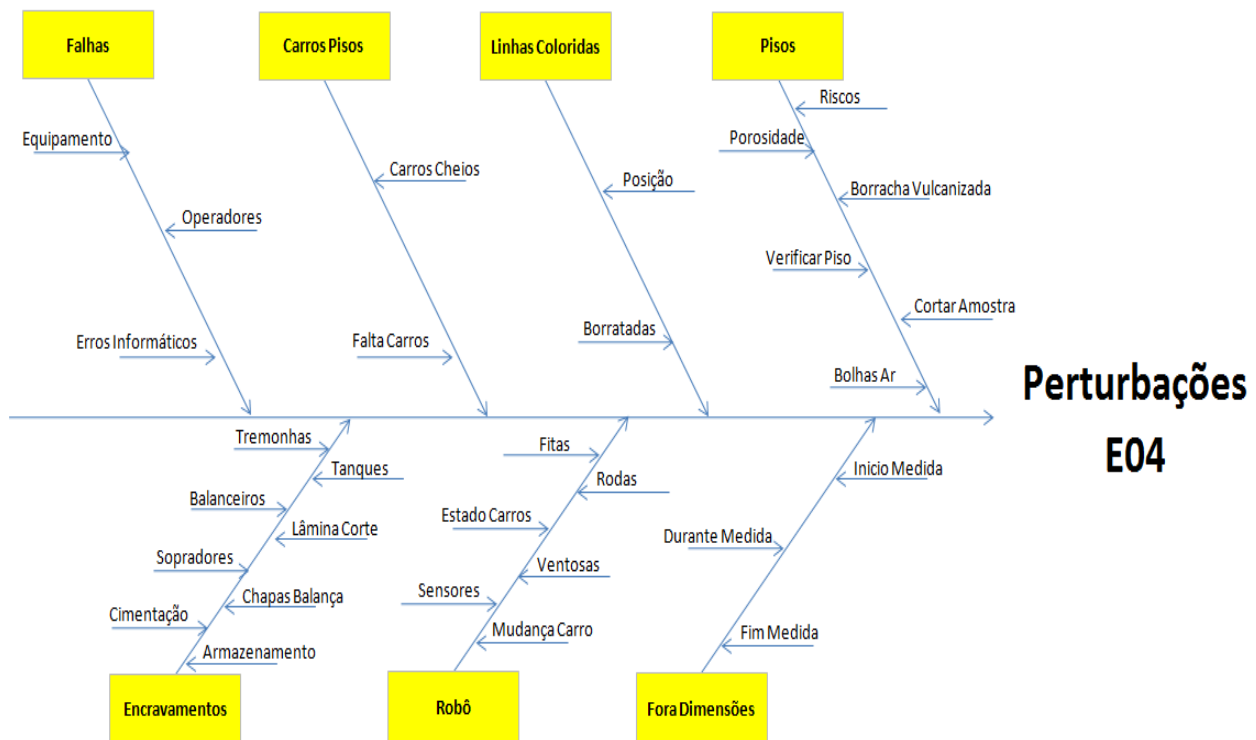 Falhas
Carros Pisos
Linhas Coloridas
Pisos
Riscos
Equipamento
Porosidade
Carros Cheios
Posição
Borracha Vulcanizada
Operadores
Verificar Piso
Cortar Amostra
Erros Informáticos
Falta Carros
Borratadas
Bolhas Ar
Perturbações
E04
Tremonhas
Fitas
Tanques
Rodas
Inicio Medida
Balanceiros
Estado Carros
Lâmina Corte
Durante Medida
Sopradores
Ventosas
Chapas Balança
Sensores
Cimentação
Mudança Carro
Fim Medida
Armazenamento
Encravamentos
Robô
Fora Dimensões